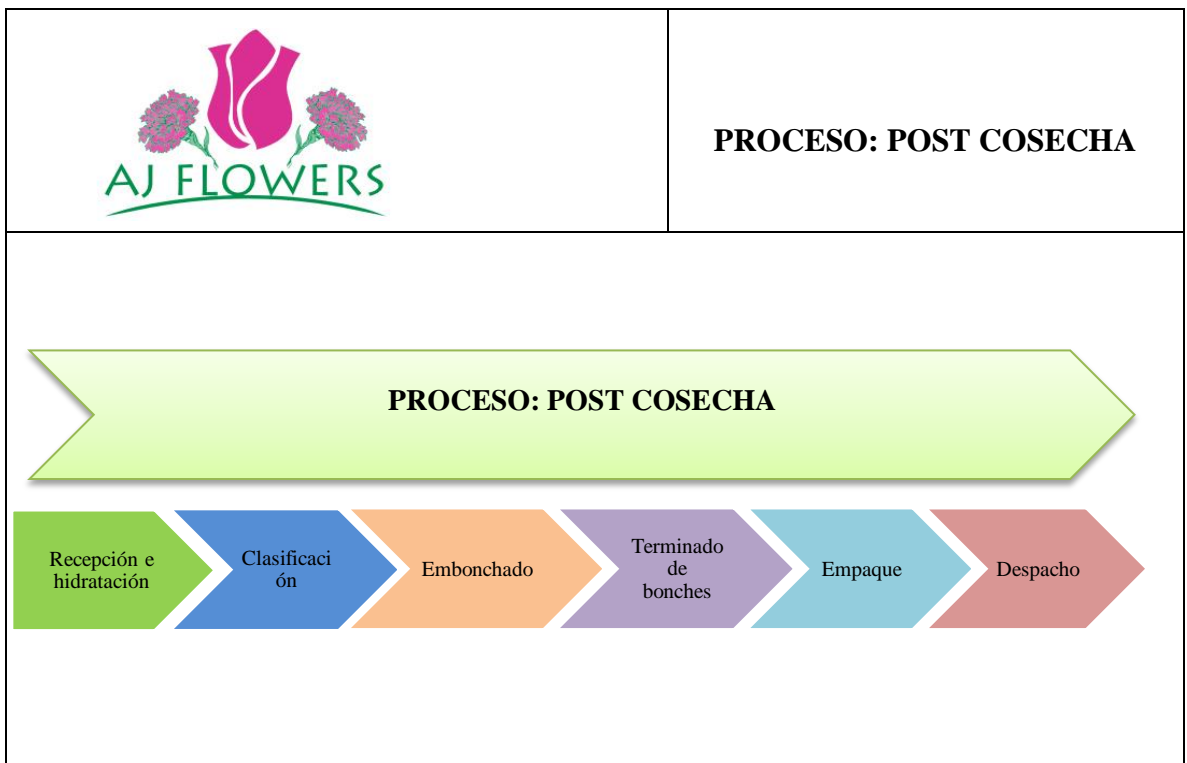 AJ FLOWERS
PROCESO: POST COSECHA
PROCESO: POST COSECHA
Recepción e
hidratación
Clasificaci
ón
Embonchado
Terminado
de
bonches
Empaque
Despacho